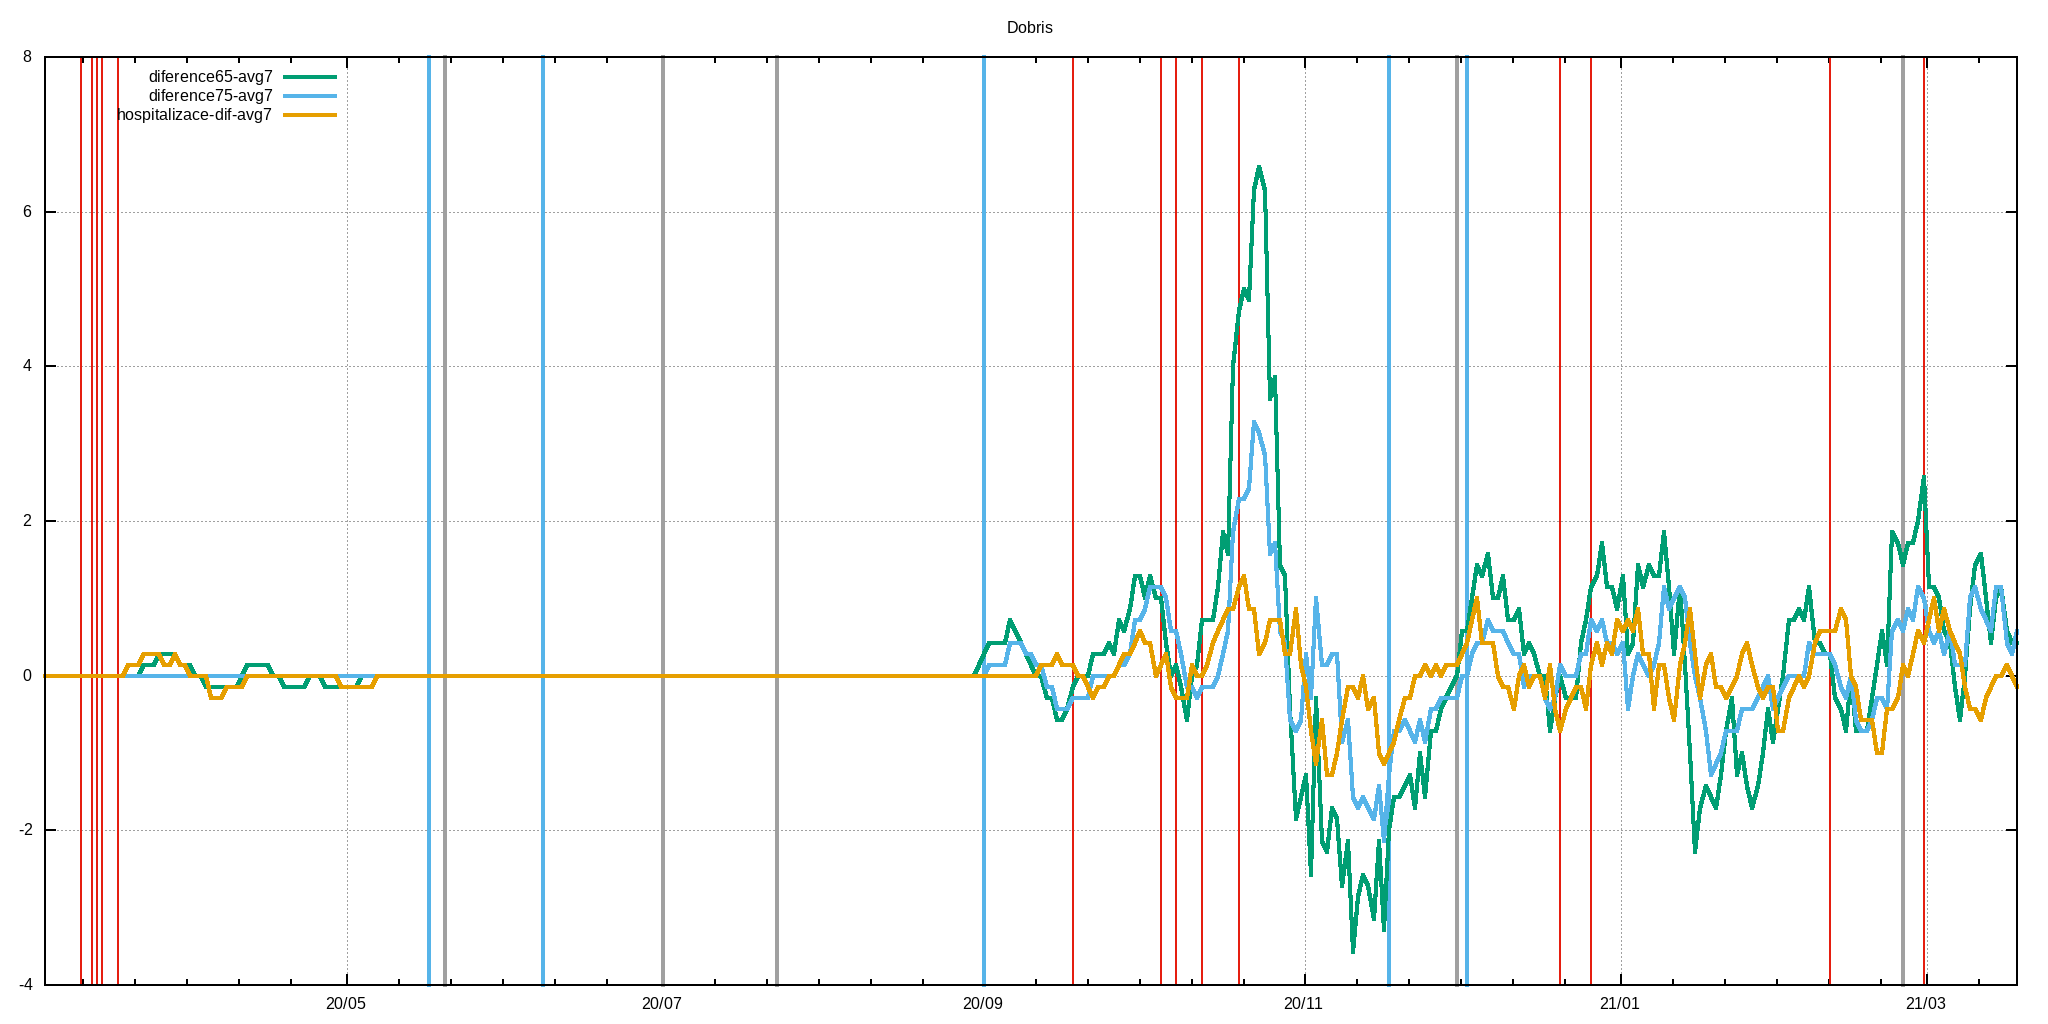 Dobris
8
diference65-avg7
diference75-avg7
hospitalizace-dif-avg7
6
4
2
0
-2
-4
20/05 20/07 20/09 20/11 21/01 21/03